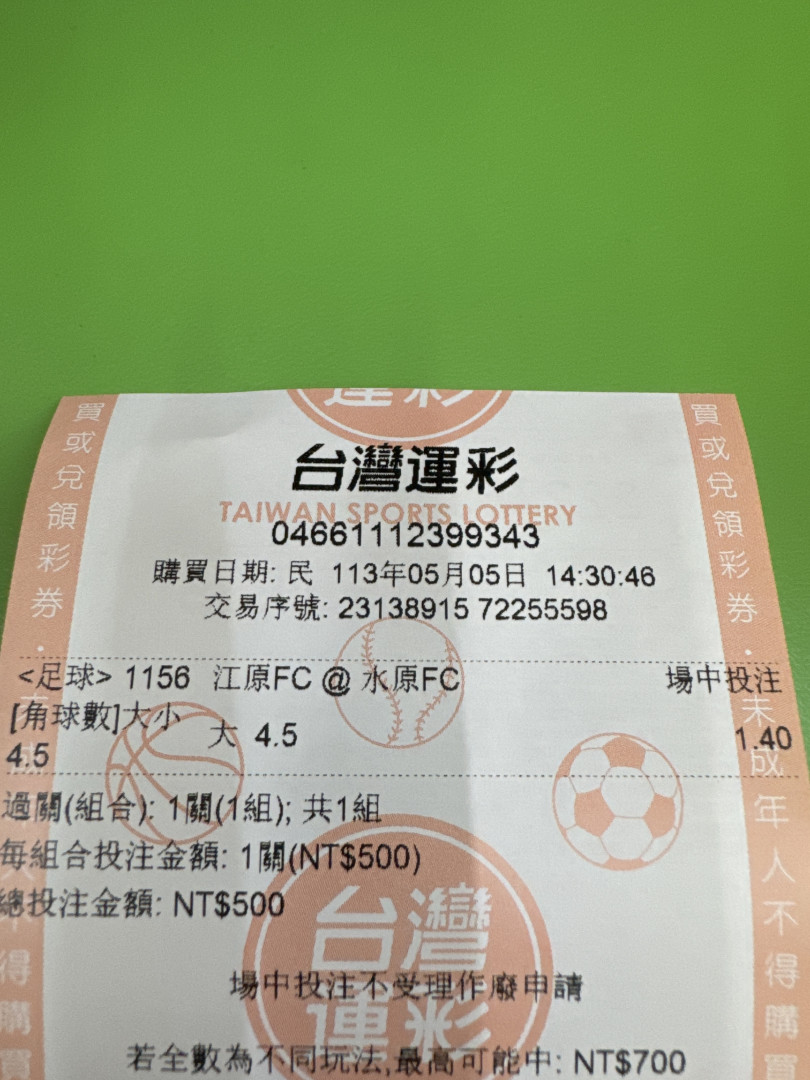 運彩
台灣運彩
TAIWAN SPORTS LOTTERY
04661112399343
購買日期: 民 113年05月05日 14:30:46
交易序號: 23138915 72255598
<足球> 1156 江原FC @ 水原FC 場中投注
[角球數]大小 大 4.5 1.40
4.5
過關(組合): 1關(1組); 共1組
每組合投注金額: 1關(NT$500)
總投注金額: NT$500
台灣
運彩
場中投注不受理作廢申請
若全數為不同玩法,最高可能中: NT$700
買或兌領彩券・未
得購買
買或兌領彩券・未成年人不得購買